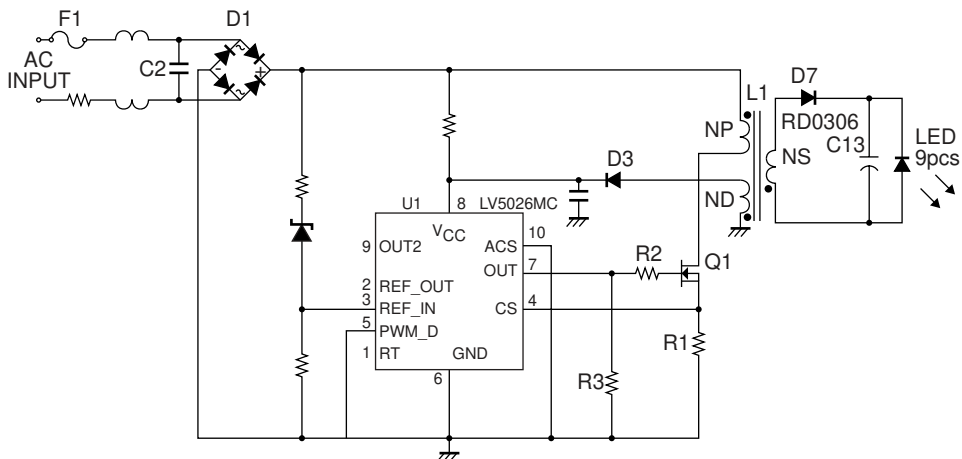 F1
D1
AC
INPUT
C2
-
+
~
~
D7
L1
RD0306
LED
9pcs
NP
NS
C13
D3
ND
U1
8
LV5026MC
VCC
10
9
OUT2
ACS
7
OUT
R2
Q1
2
REF_OUT
3
REF_IN
4
CS
5
PWM_D
R1
1
RT
GND
6
R3